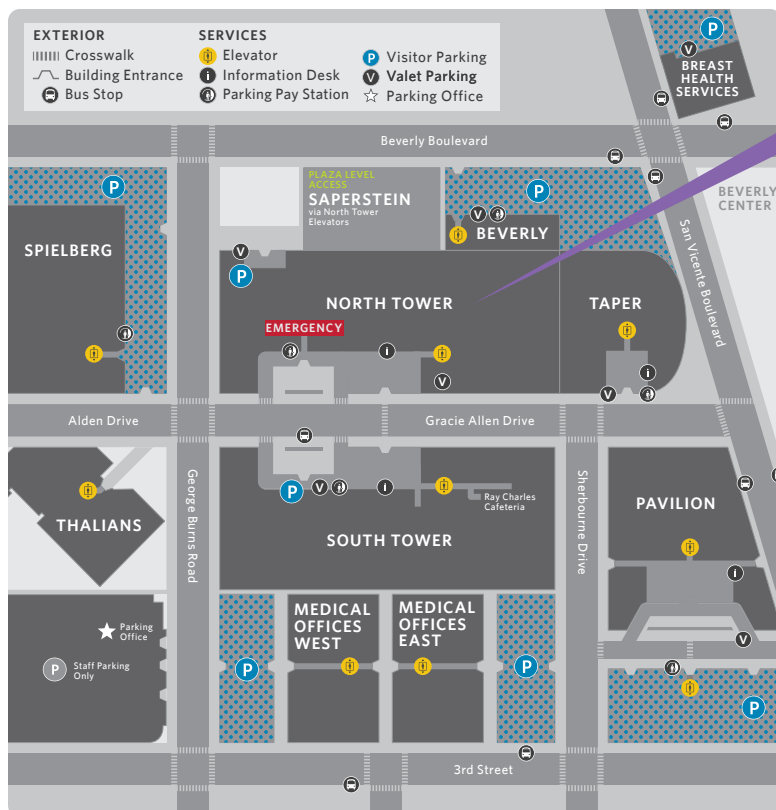 EXTERIOR
Crosswalk
Building Entrance
Bus Stop
SERVICES
Elevator
i Information Desk
Parking Pay Station
P Visitor Parking
V Valet Parking
Parking Office
P
V
BREAST
HEALTH
SERVICES
Beverly Boulevard
P
PLAZA LEVEL
ACCESS
SAPERSTEIN
via North Tower
Elevators
P
V
BEVERLY
BEVERLY
CENTER
San Vicente Boulevard
SPIELBERG
V
P
NORTH TOWER
TAPER
EMERGENCY
i
V
i
V
Alden Drive
Gracie Allen Drive
George Burns Road
Sherbourne Drive
THALIANS
P
V
i
Ray Charles
Cafeteria
SOUTH TOWER
PAVILION
i
V
Parking
Office
P
Staff Parking
Only
MEDICAL
OFFICES
WEST
MEDICAL
OFFICES
EAST
P
P
P
3rd Street